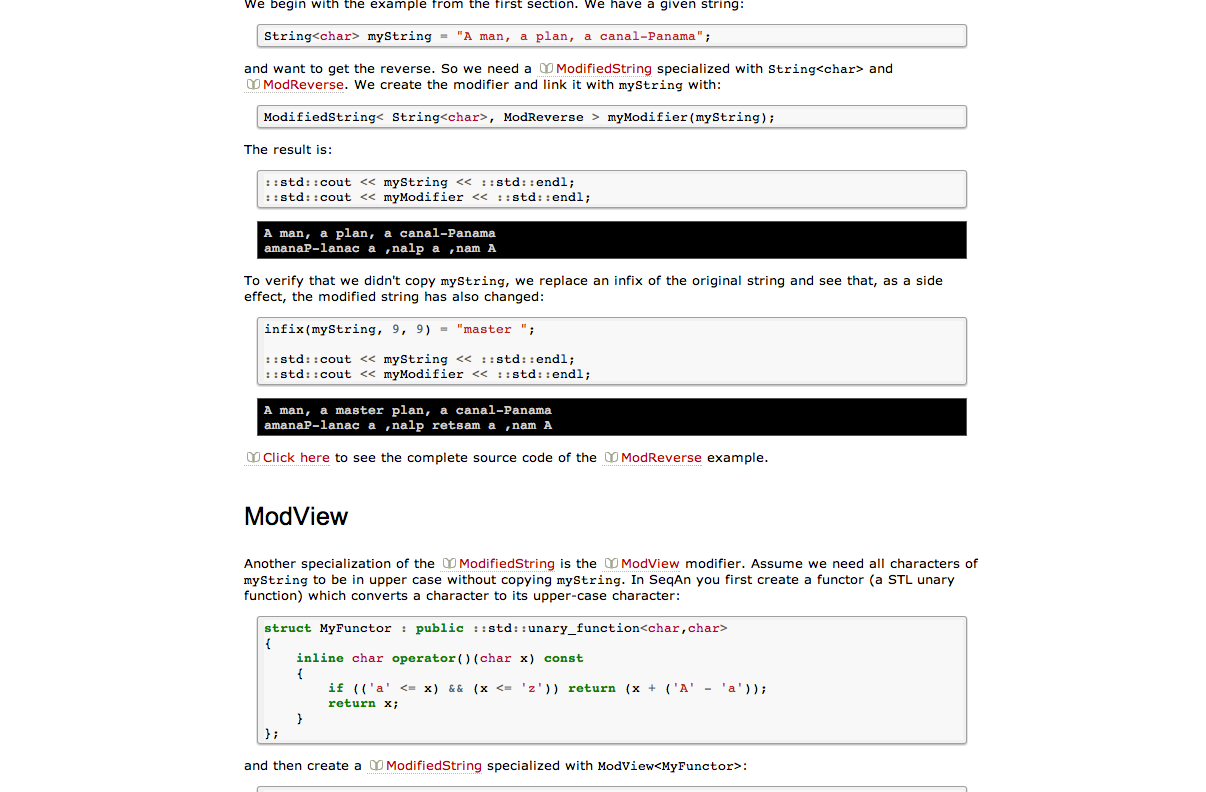 We begin with the example from the first section. We have a given string:
String<char> myString = "A man, a plan, a canal-Panama";
and want to get the reverse. So we need a ModifiedString specialized with String<char> and
ModReverse. We create the modifier and link it with myString with:
ModifiedString< String<char>, ModReverse > myModifier(myString);
The result is:
::std::cout << myString << ::std::endl;
::std::cout << myModifier << ::std::endl;
A man, a plan, a canal-Panama
amanaP-lanac a ,nalp a ,nam A
To verify that we didn't copy myString, we replace an infix of the original string and see that, as a side
effect, the modified string has also changed:
infix(myString, 9, 9) = "master ";
::std::cout << myString << ::std::endl;
::std::cout << myModifier << ::std::endl;
A man, a master plan, a canal-Panama
amanaP-lanac a ,nalp retsam a ,nam A
Click here to see the complete source code of the ModReverse example.
ModView
Another specialization of the ModifiedString is the ModView modifier. Assume we need all characters of
myString to be in upper case without copying myString. In SeqAn you first create a functor (a STL unary
function) which converts a character to its upper-case character:
struct MyFunctor : public ::std::unary_function<char,char>
{
    inline char operator()(char x) const
    {
        if (('a' <= x) && (x <= 'z')) return (x + ('A' - 'a'));
        return x;
    }
};
and then create a ModifiedString specialized with ModView<MyFunctor>: